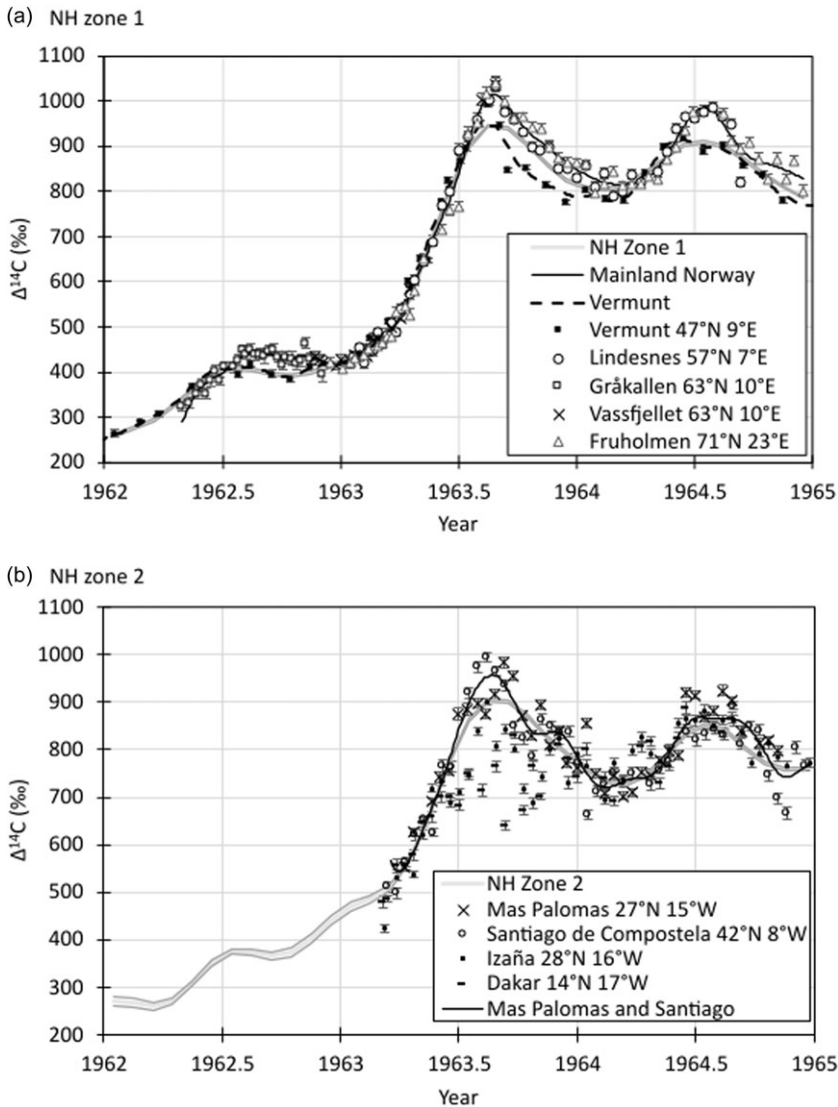 (a) NH zone 1
1100
1000
900
800
700
600
500
400
300
200
Δ¹⁴C (‰)
NH Zone 1
Mainland Norway
Vermunt
Vermunt 47°N 9°E
Lindesnes 57°N 7°E
Gråkallen 63°N 10°E
Vassfjellet 63°N 10°E
Fruholmen 71°N 23°E
1962 1962.5 1963 1963.5 1964 1964.5 1965
Year
(b) NH zone 2
1100
1000
900
800
700
600
500
400
300
200
Δ¹⁴C (‰)
NH Zone 2
Mas Palomas 27°N 15°W
Santiago de Compostela 42°N 8°W
Izaña 28°N 16°W
Dakar 14°N 17°W
Mas Palomas and Santiago
1962 1962.5 1963 1963.5 1964 1964.5 1965
Year